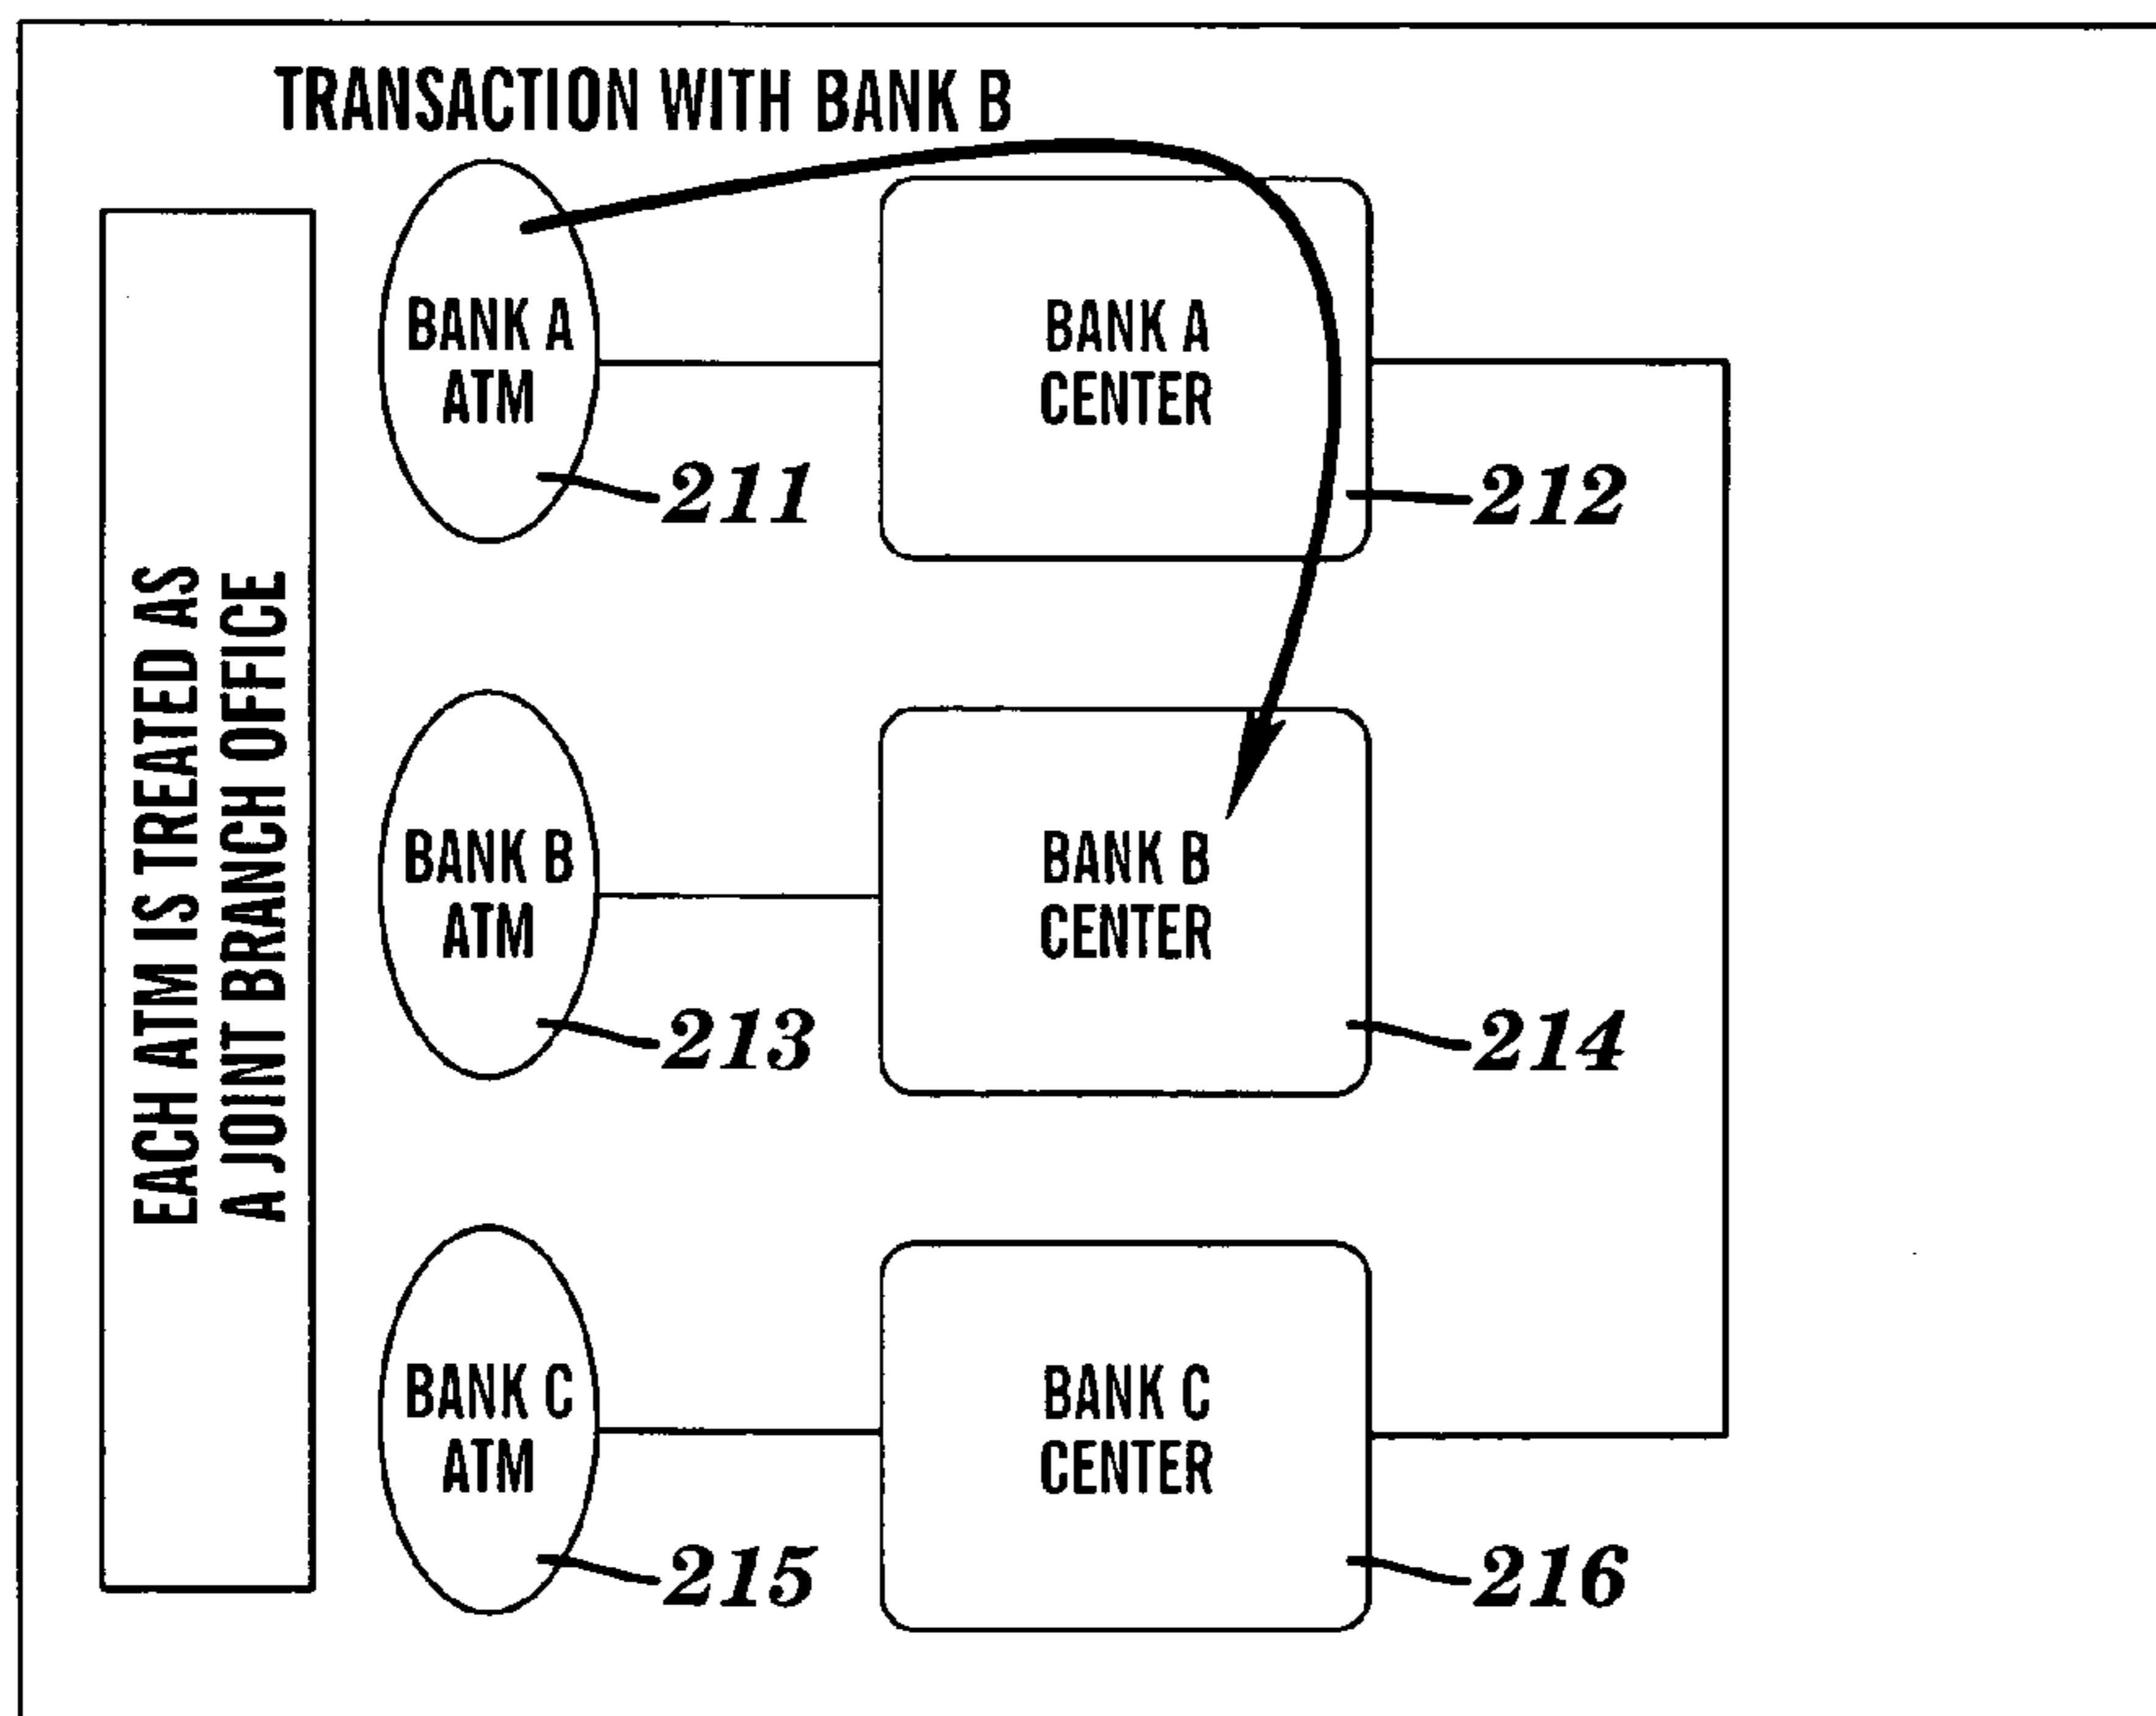 TRANSACTION WITH BANK B
EACH ATM IS TREATED AS
A JOINT BRANCH OFFICE
BANK A
ATM
211
BANK A
CENTER
212
BANK B
ATM
213
BANK B
CENTER
214
BANK C
ATM
215
BANK C
CENTER
216